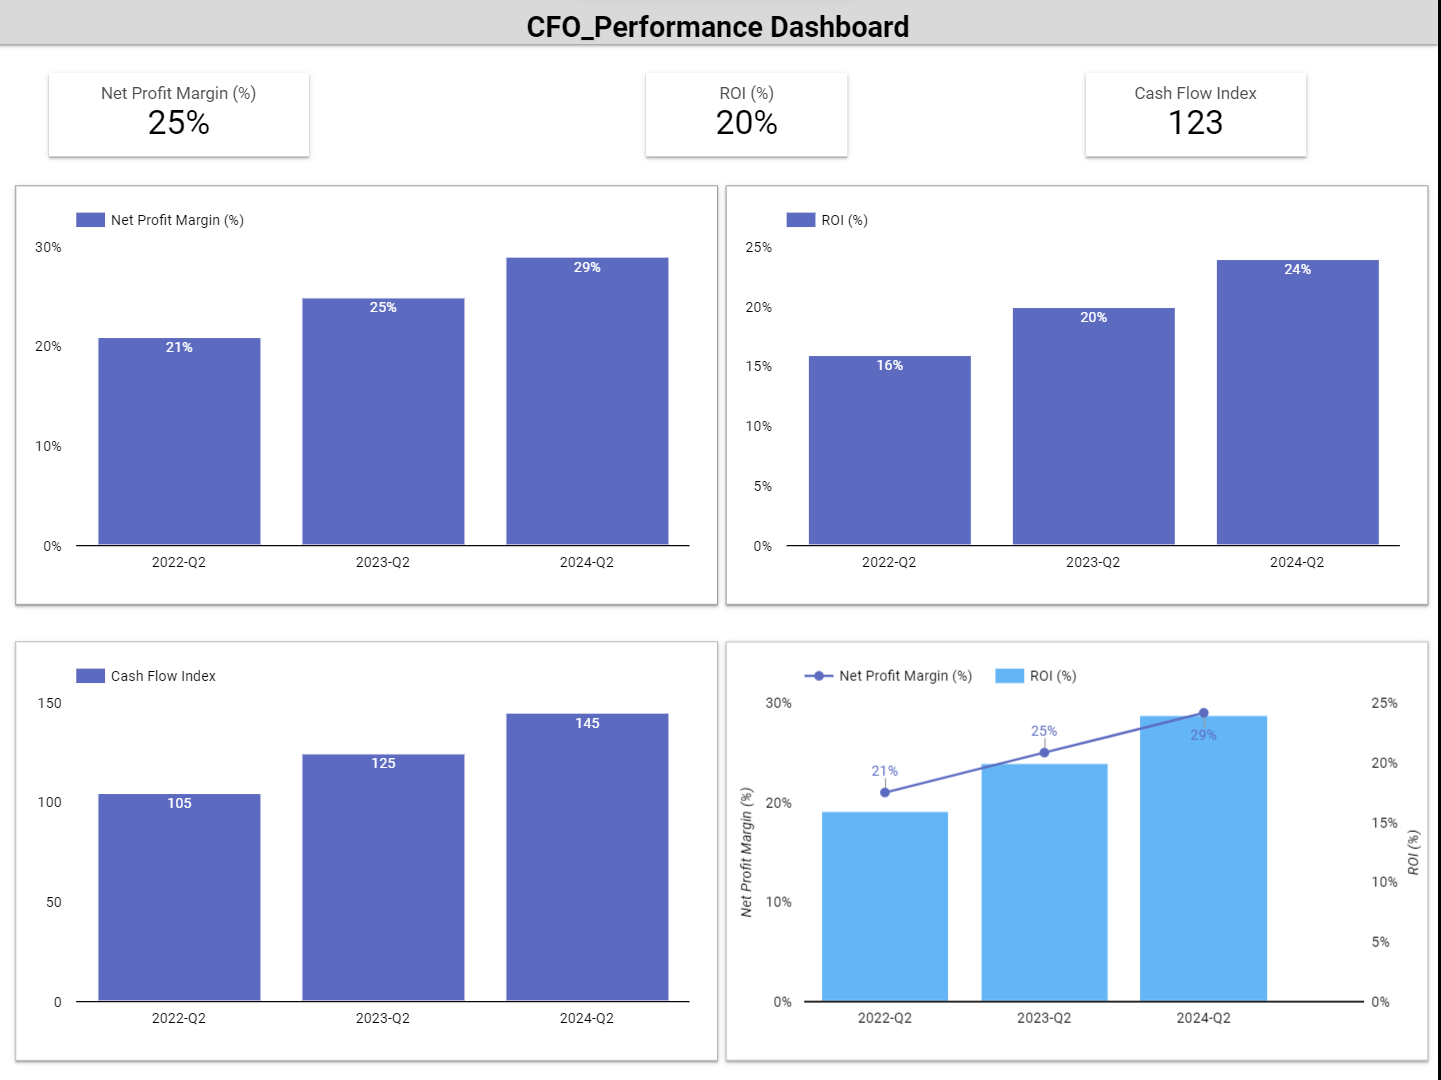 CFO_Performance Dashboard
Net Profit Margin (%)
25%
ROI (%)
20%
Cash Flow Index
123
Net Profit Margin (%)
30%
20%
10%
0%
21%
25%
29%
2022-Q2
2023-Q2
2024-Q2
ROI (%)
25%
20%
15%
10%
5%
0%
16%
20%
24%
2022-Q2
2023-Q2
2024-Q2
Cash Flow Index
150
100
50
0
105
125
145
2022-Q2
2023-Q2
2024-Q2
Net Profit Margin (%)
ROI (%)
Net Profit Margin (%)
30%
20%
10%
0%
21%
25%
29%
25%
20%
15%
10%
5%
0%
ROI (%)
2022-Q2
2023-Q2
2024-Q2